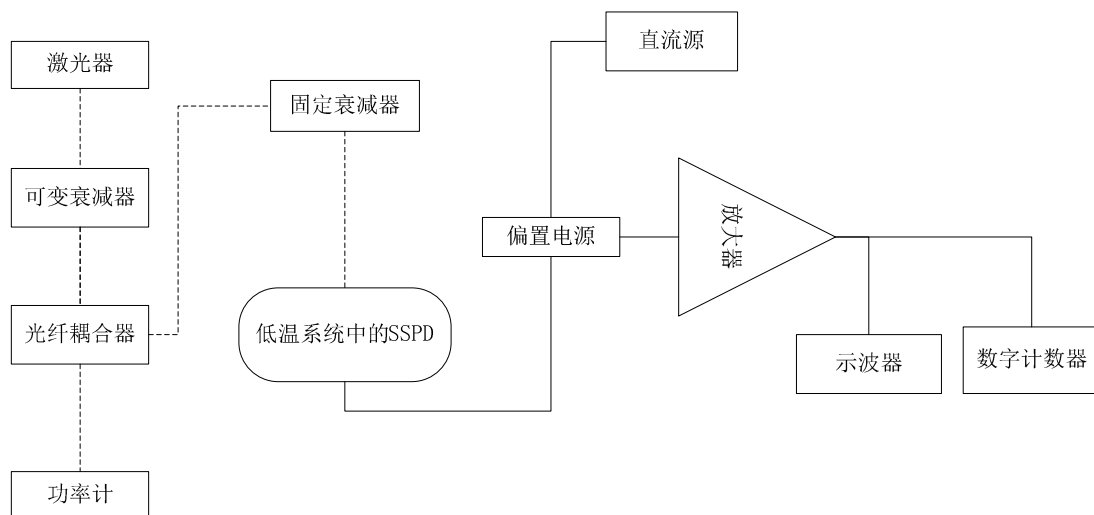 激光器
可变衰减器
光纤耦合器
功率计
固定衰减器
低温系统中的SSPD
直流源
偏置电源
放大器
示波器
数字计数器